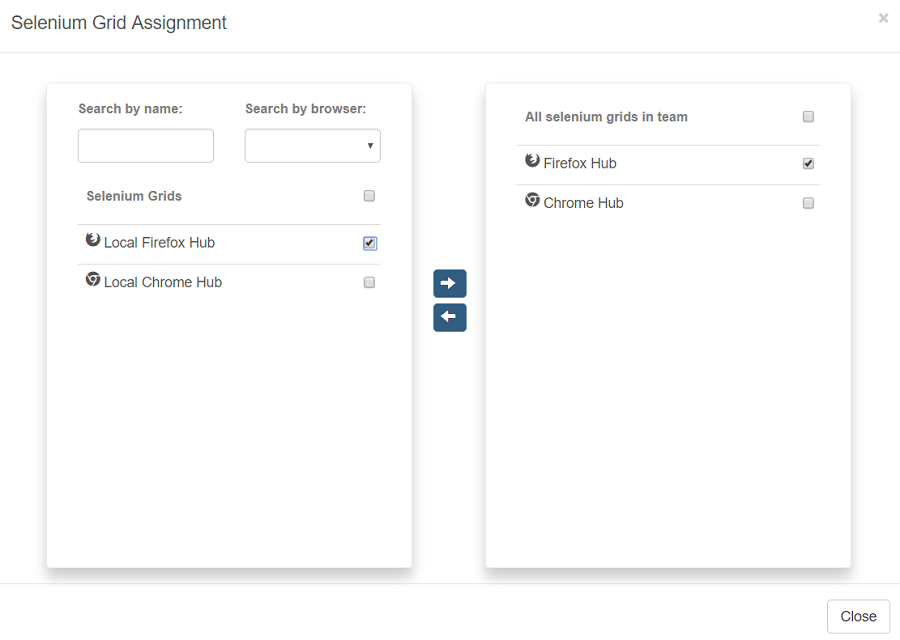 Selenium Grid Assignment
×
Search by name:
Search by browser:
Selenium Grids
Local Firefox Hub
Local Chrome Hub
All selenium grids in team
Firefox Hub
Chrome Hub
Close